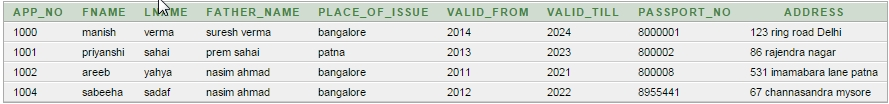 APP_NO FNAME LNAME FATHER_NAME PLACE_OF_ISSUE VALID_FROM VALID_TILL PASSPORT_NO ADDRESS
1000 manish verma suresh verma bangalore 2014 2024 8000001 123 ring road Delhi
1001 priyanshi sahai prem sahai patna 2013 2023 800002 86 rajendra nagar
1002 areeb yahya nasim ahmad bangalore 2011 2021 800008 531 imamabara lane patna
1004 sabeeha sadaf nasim ahmad bangalore 2012 2022 8955441 67 channasandra mysore